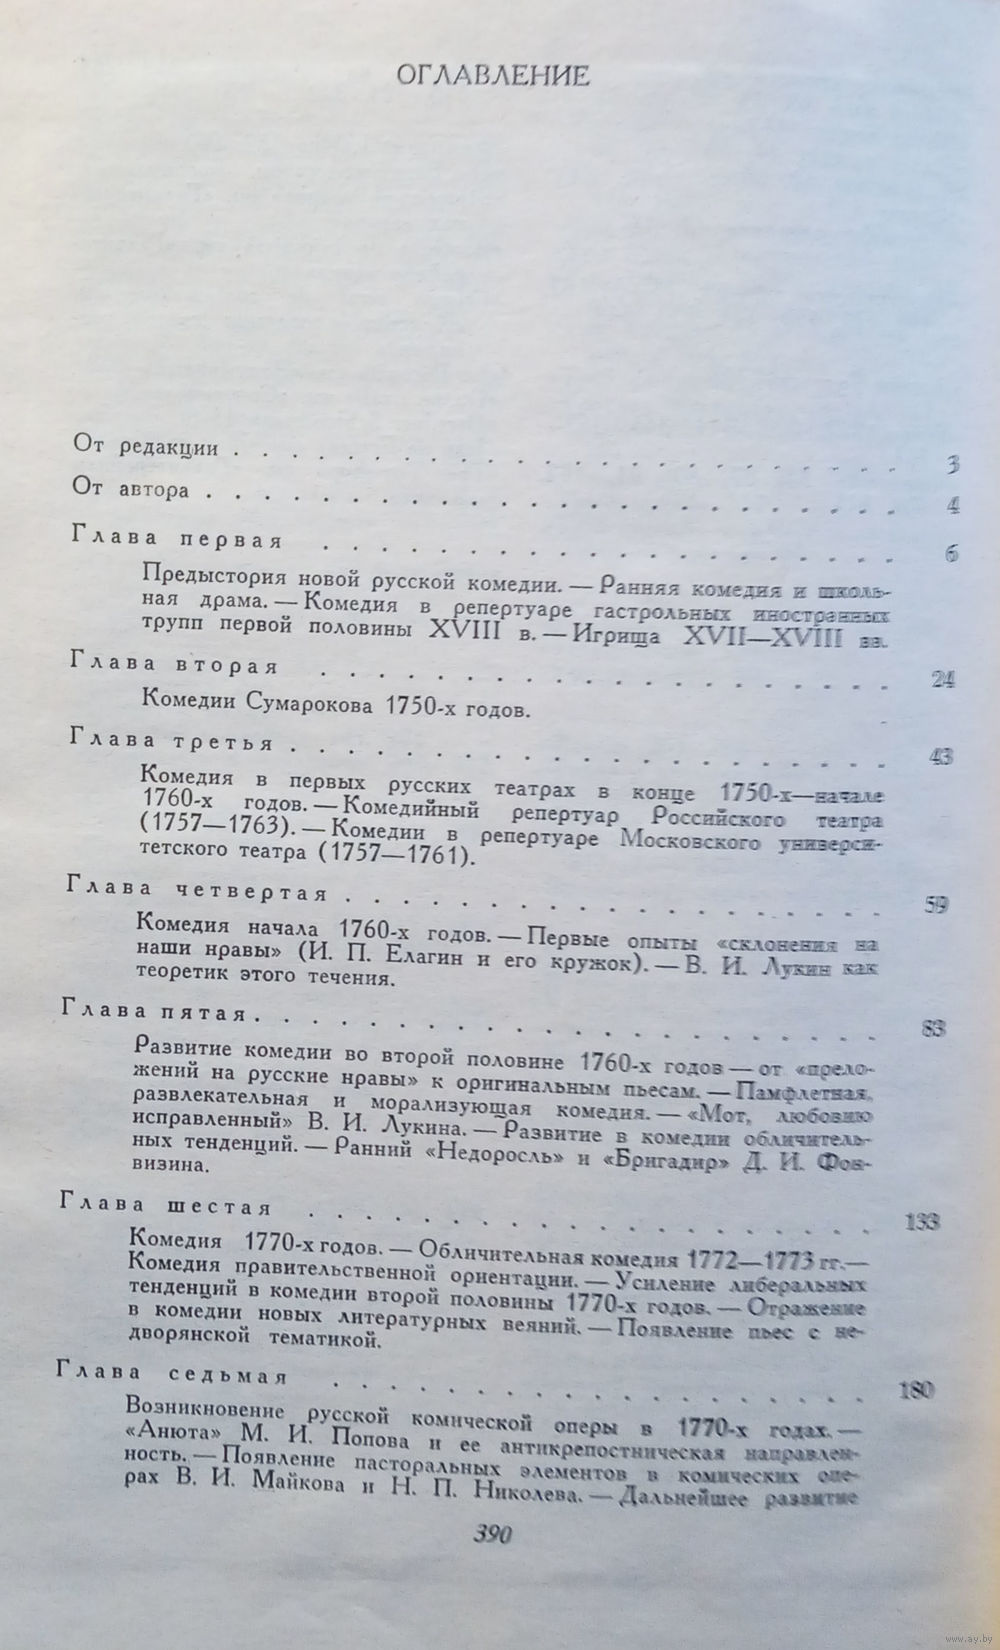 ОГЛАВЛЕНИЕ
От редакции . . . . . . . . . . . . . . . . . . . . . . . 3
От автора . . . . . . . . . . . . . . . . . . . . . . . . 4
Глава первая . . . . . . . . . . . . . . . . . . . . 6
Предыстория новой русской комедии. — Ранняя комедия и школь-
ная драма. — Комедия в репертуаре гастрольных иностранных
трупп первой половины XVIII в. — Игрища XVII—XVIII вв.
Глава вторая . . . . . . . . . . . . . . . . . . . . 24
Комедии Сумарокова 1750-х годов.
Глава третья . . . . . . . . . . . . . . . . . . . . . 43
Комедия в первых русских театрах в конце 1750-х—начале
1760-х годов. — Комедийный репертуар Российского театра
(1757—1763). — Комедии в репертуаре Московского универси-
тетского театра (1757—1761).
Глава четвертая . . . . . . . . . . . . . . . . . . . 59
Комедия начала 1760-х годов. — Первые опыты «склонения на
наши нравы» (И. П. Елагин и его кружок). — В. И. Лукин как
теоретик этого течения.
Глава пятая . . . . . . . . . . . . . . . . . . . . . . 83
Развитие комедии во второй половине 1760-х годов — от «прело-
жений на русские нравы» к оригинальным пьесам. — Памфлетная,
развлекательная и морализующая комедия. — «Мот, любовию
исправленный» В. И. Лукина. — Развитие в комедии обличитель-
ных тенденций. — Ранний «Недоросль» и «Бригадир» Д. И. Фон-
визина.
Глава шестая . . . . . . . . . . . . . . . . . . . . 133
Комедия 1770-х годов. — Обличительная комедия 1772—1773 гг.—
Комедия правительственной ориентации. — Усиление либеральных
тенденций в комедии второй половины 1770-х годов. — Отражение
в комедии новых литературных веяний. — Появление пьес с не-
дворянской тематикой.
Глава седьмая . . . . . . . . . . . . . . . . . . . 180
Возникновение русской комической оперы в 1770-х годах. —
«Анюта» М. И. Попова и ее антикрепостническая направлен-
ность. — Появление пасторальных элементов в комических опе-
рах В. И. Майкова и Н. П. Николева. — Дальнейшее развитие
390
www.ay.by